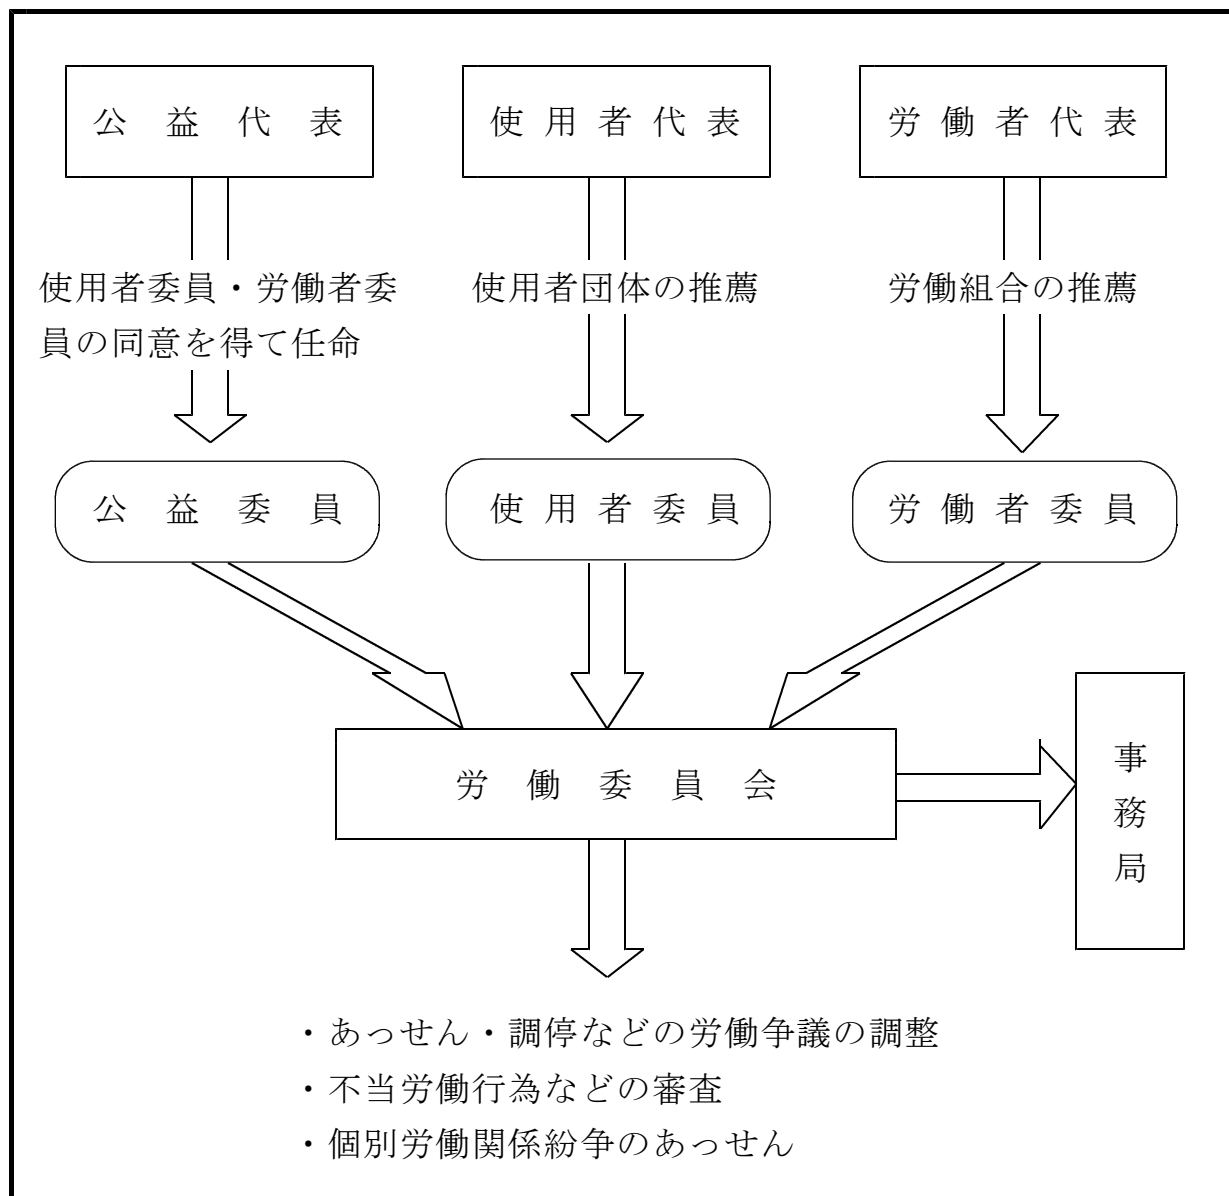 公益代表
使用者代表
労働者代表
使用者委員・労働者委
員の同意を得て任命
使用者団体の推薦
労働組合の推薦
公益委員
使用者委員
労働者委員
労働委員会
事務局
・あっせん・調停などの労働争議の調整
・不当労働行為などの審査
・個別労働関係紛争のあっせん